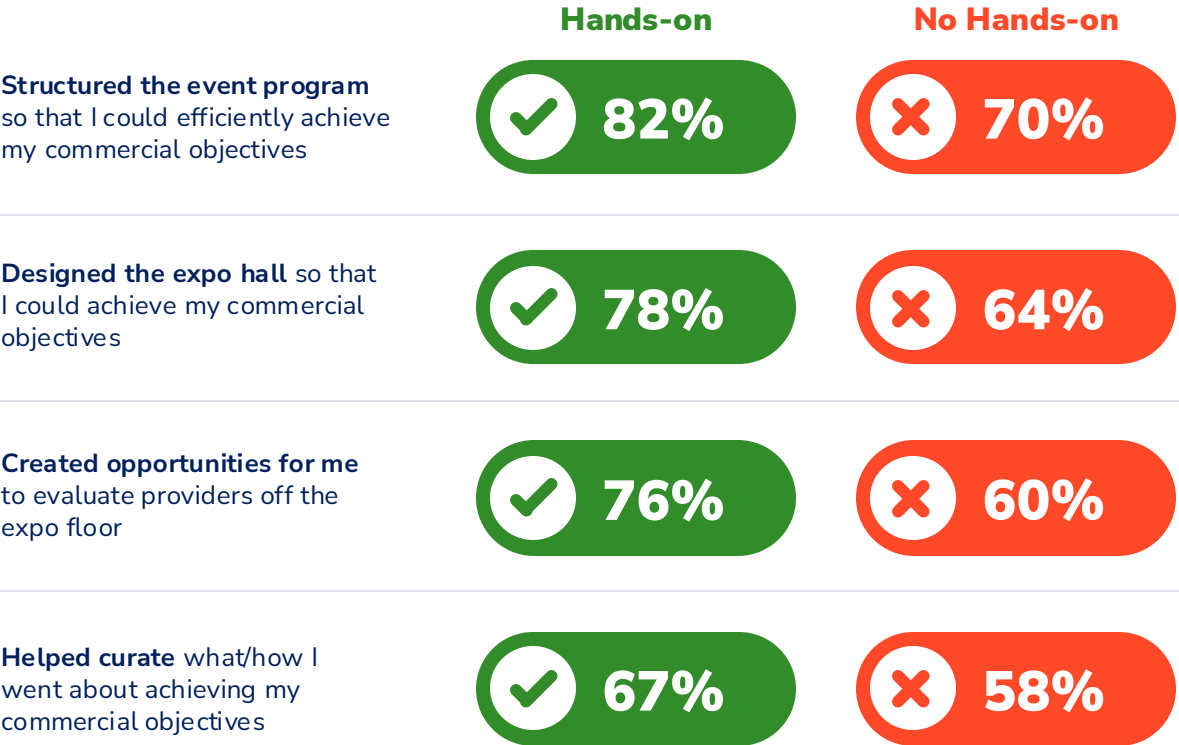 Hands-on No Hands-on
Structured the event program
so that I could efficiently achieve
my commercial objectives
82% 70%
Designed the expo hall so that
I could achieve my commercial
objectives
78% 64%
Created opportunities for me
to evaluate providers off the
expo floor
76% 60%
Helped curate what/how I
went about achieving my
commercial objectives
67% 58%